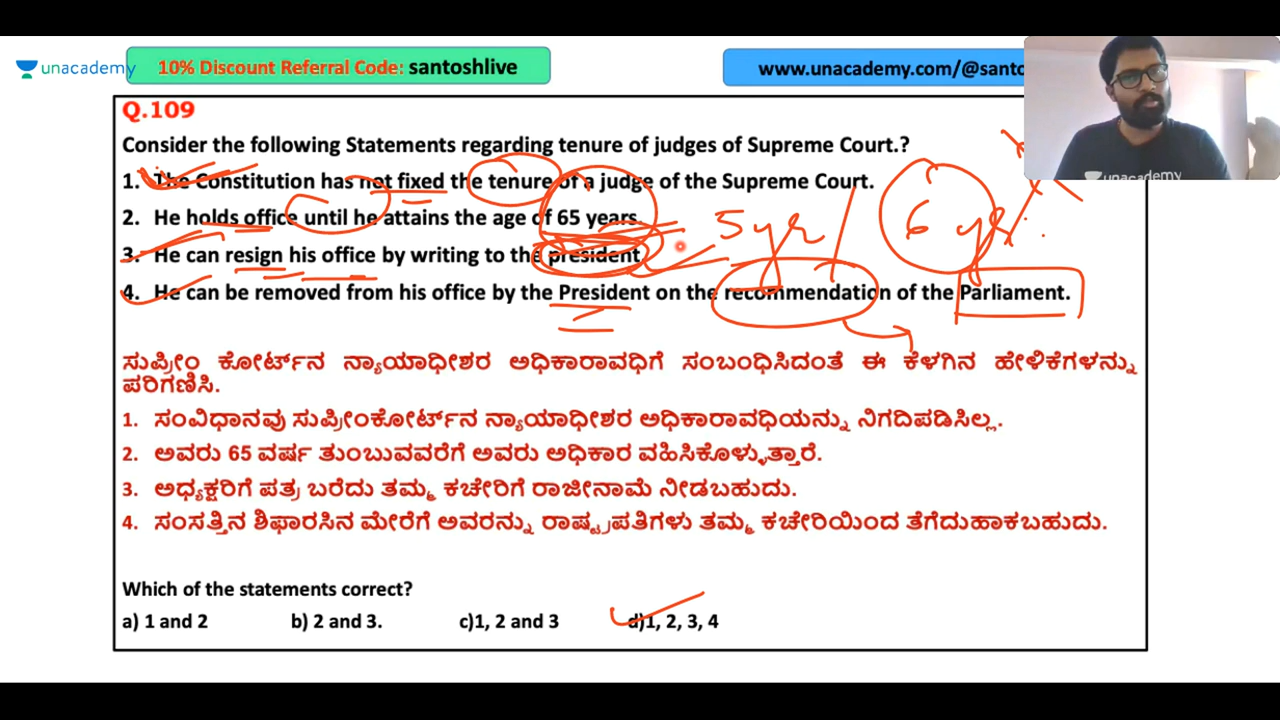 unacademy
10% Discount Referral Code: santoshlive
www.unacademy.com/@santo
unacademy
Q.109
Consider the following Statements regarding tenure of judges of Supreme Court.?
1. The Constitution has not fixed the tenure of a judge of the Supreme Court.
2. He holds office until he attains the age of 65 years.
3. He can resign his office by writing to the president
4. He can be removed from his office by the President on the recommendation of the Parliament.
5 yr / 6 yr
ಸುಪ್ರೀಂ ಕೋರ್ಟ್‌ನ ನ್ಯಾಯಾಧೀಶರ ಅಧಿಕಾರಾವಧಿಗೆ ಸಂಬಂಧಿಸಿದಂತೆ ಈ ಕೆಳಗಿನ ಹೇಳಿಕೆಗಳನ್ನು
ಪರಿಗಣಿಸಿ.
1. ಸಂವಿಧಾನವು ಸುಪ್ರೀಂಕೋರ್ಟ್‌ನ ನ್ಯಾಯಾಧೀಶರ ಅಧಿಕಾರಾವಧಿಯನ್ನು ನಿಗದಿಪಡಿಸಿಲ್ಲ.
2. ಅವರು 65 ವರ್ಷ ತುಂಬುವವರೆಗೆ ಅವರು ಅಧಿಕಾರ ವಹಿಸಿಕೊಳ್ಳುತ್ತಾರೆ.
3. ಅಧ್ಯಕ್ಷರಿಗೆ ಪತ್ರ ಬರೆದು ತಮ್ಮ ಕಚೇರಿಗೆ ರಾಜೀನಾಮೆ ನೀಡಬಹುದು.
4. ಸಂಸತ್ತಿನ ಶಿಫಾರಸಿನ ಮೇರೆಗೆ ಅವರನ್ನು ರಾಷ್ಟ್ರಪತಿಗಳು ತಮ್ಮ ಕಚೇರಿಯಿಂದ ತೆಗೆದುಹಾಕಬಹುದು.
Which of the statements correct?
a) 1 and 2 b) 2 and 3. c)1, 2 and 3 d)1, 2, 3, 4